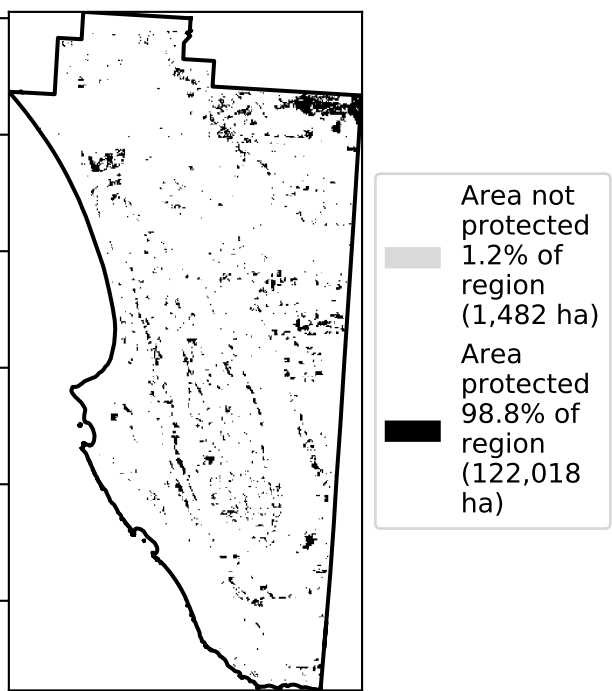 Area not
protected
1.2% of
region
(1,482 ha)
Area
protected
98.8% of
region
(122,018
ha)